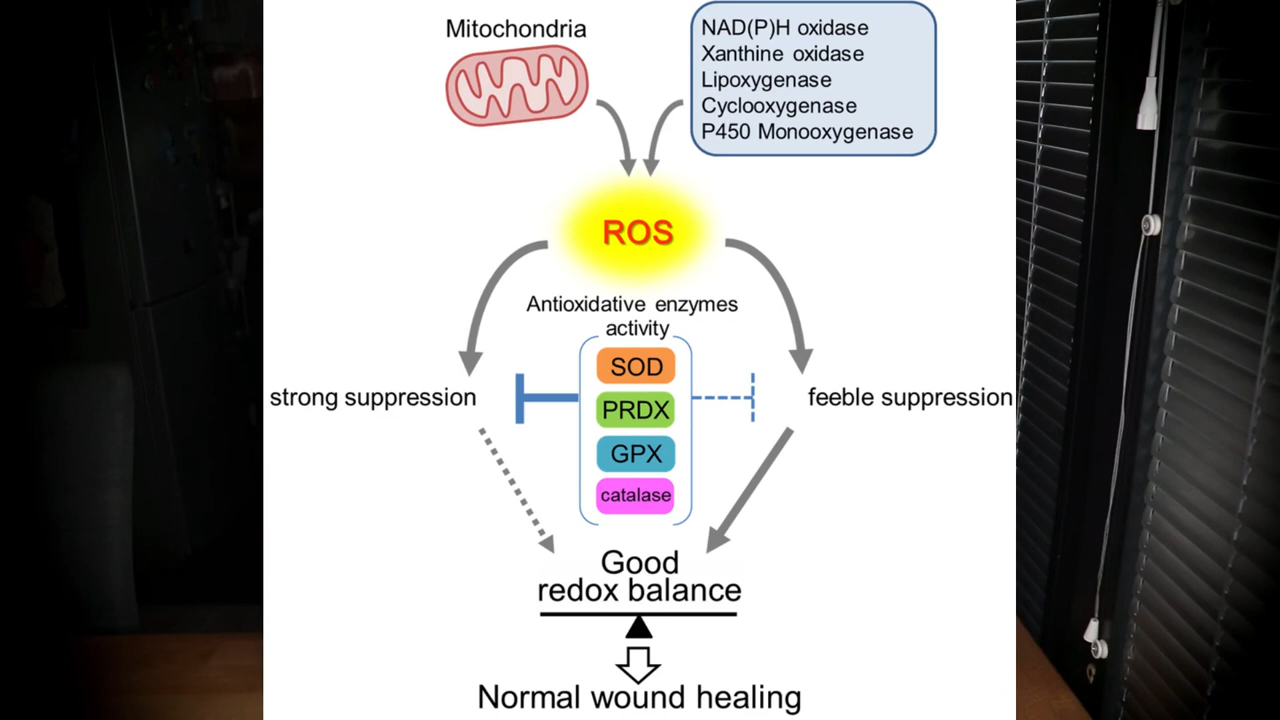 Mitochondria
NAD(P)H oxidase
Xanthine oxidase
Lipoxygenase
Cyclooxygenase
P450 Monooxygenase
ROS
Antioxidative enzymes
activity
SOD
PRDX
GPX
catalase
strong suppression
feeble suppression
Good
redox balance
Normal wound healing